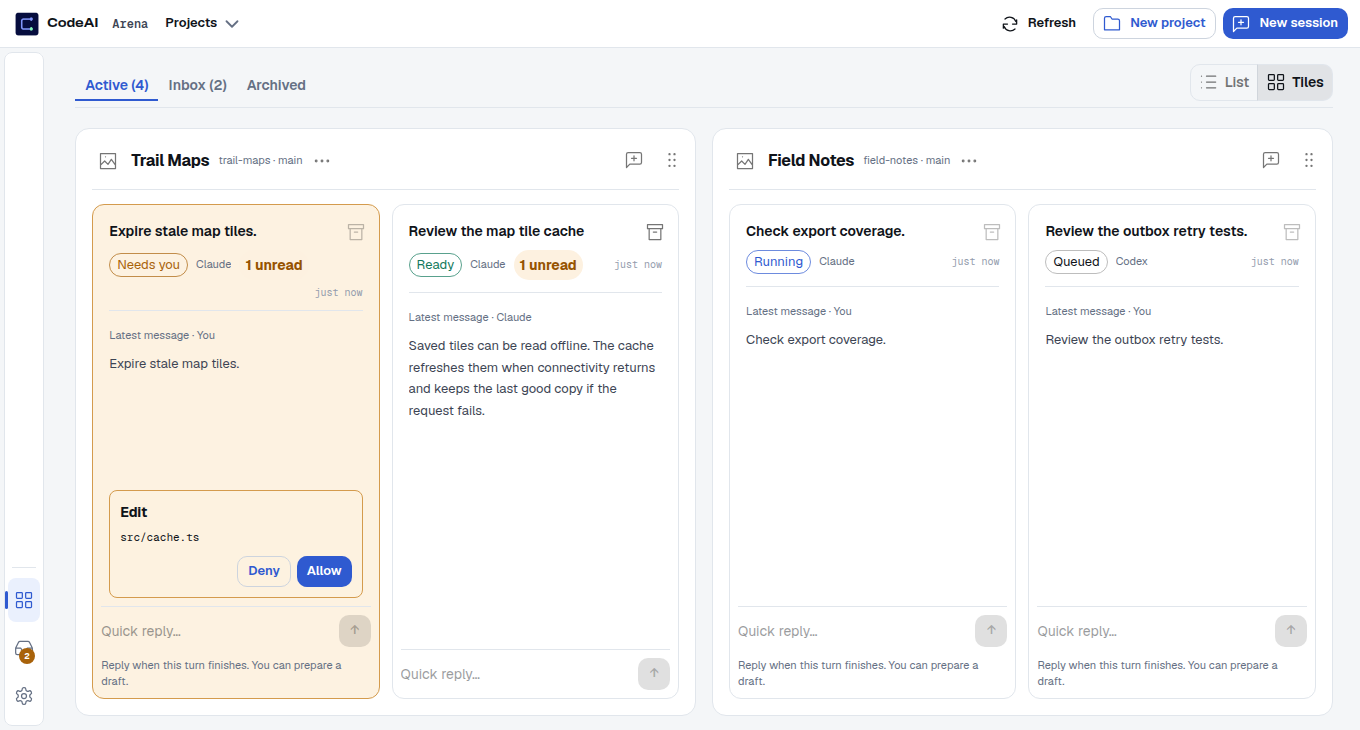 CodeAI Arena Projects Refresh New project New session
Active (4) Inbox (2) Archived List Tiles
Trail Maps trail-maps · main
Expire stale map tiles.
Needs you Claude 1 unread
just now
Latest message · You
Expire stale map tiles.
Edit
src/cache.ts
Deny Allow
Quick reply...
Reply when this turn finishes. You can prepare a
draft.
Review the map tile cache
Ready Claude 1 unread just now
Latest message · Claude
Saved tiles can be read offline. The cache
refreshes them when connectivity returns
and keeps the last good copy if the
request fails.
Quick reply...
Field Notes field-notes · main
Check export coverage.
Running Claude just now
Latest message · You
Check export coverage.
Quick reply...
Reply when this turn finishes. You can prepare a
draft.
Review the outbox retry tests.
Queued Codex just now
Latest message · You
Review the outbox retry tests.
Quick reply...
Reply when this turn finishes. You can prepare a
draft.
2